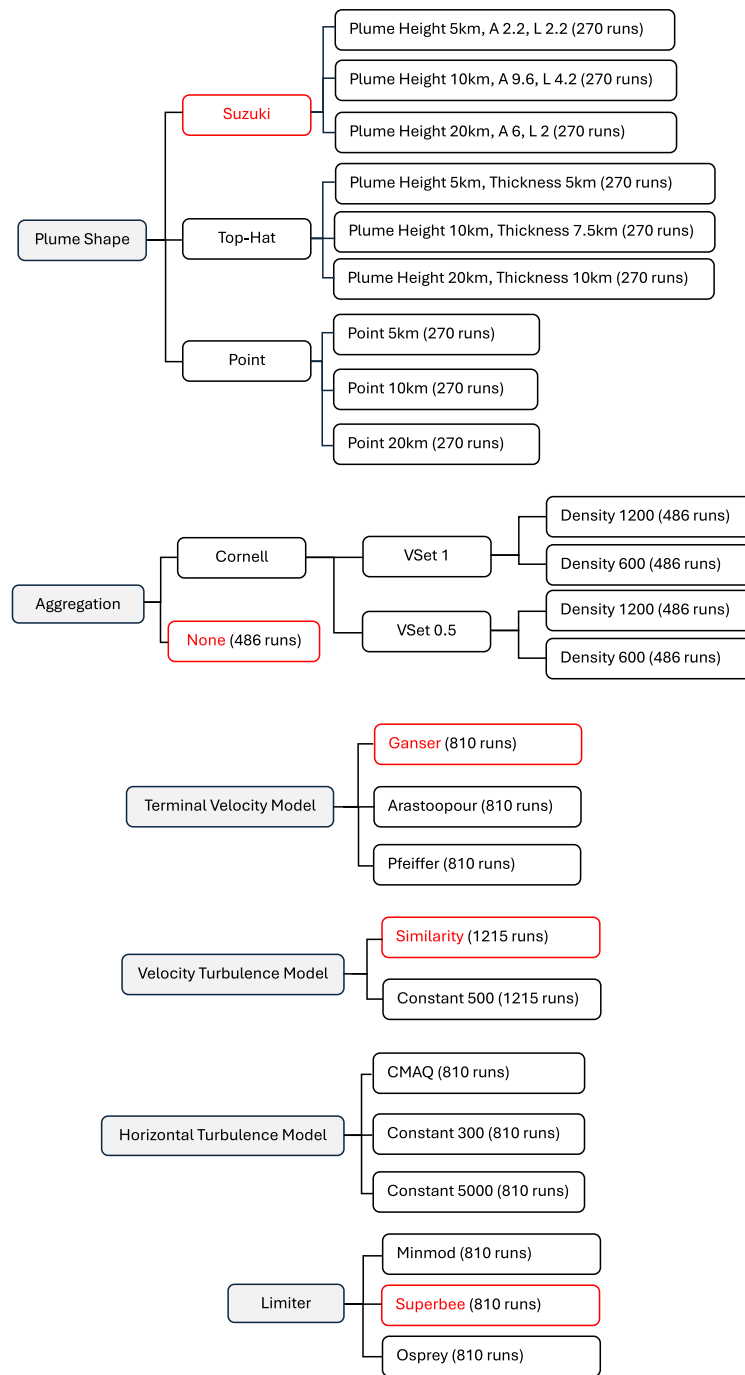 Plume Height 5km, A 2.2, L 2.2 (270 runs)
Plume Height 10km, A 9.6, L 4.2 (270 runs)
Suzuki
Plume Height 20km, A 6, L 2 (270 runs)
Plume Height 5km, Thickness 5km (270 runs)
Plume Shape
Top-Hat
Plume Height 10km, Thickness 7.5km (270 runs)
Plume Height 20km, Thickness 10km (270 runs)
Point 5km (270 runs)
Point
Point 10km (270 runs)
Point 20km (270 runs)
Density 1200 (486 runs)
Cornell
VSet 1
Density 600 (486 runs)
Aggregation
Density 1200 (486 runs)
None (486 runs)
VSet 0.5
Density 600 (486 runs)
Ganser (810 runs)
Terminal Velocity Model
Arastoopour (810 runs)
Pfeiffer (810 runs)
Similarity (1215 runs)
Velocity Turbulence Model
Constant 500 (1215 runs)
CMAQ (810 runs)
Horizontal Turbulence Model
Constant 300 (810 runs)
Constant 5000 (810 runs)
Minmod (810 runs)
Limiter
Superbee (810 runs)
Osprey (810 runs)